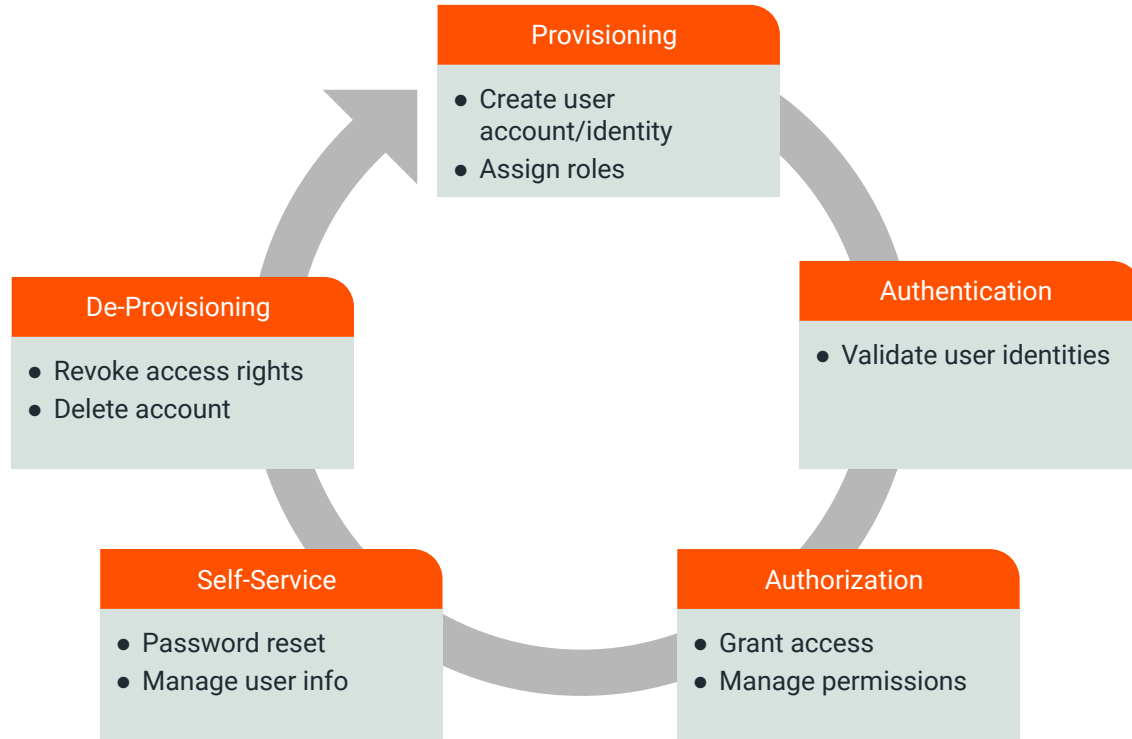 Provisioning
● Create user
account/identity
● Assign roles
Authentication
● Validate user identities
Authorization
● Grant access
● Manage permissions
Self-Service
● Password reset
● Manage user info
De-Provisioning
● Revoke access rights
● Delete account